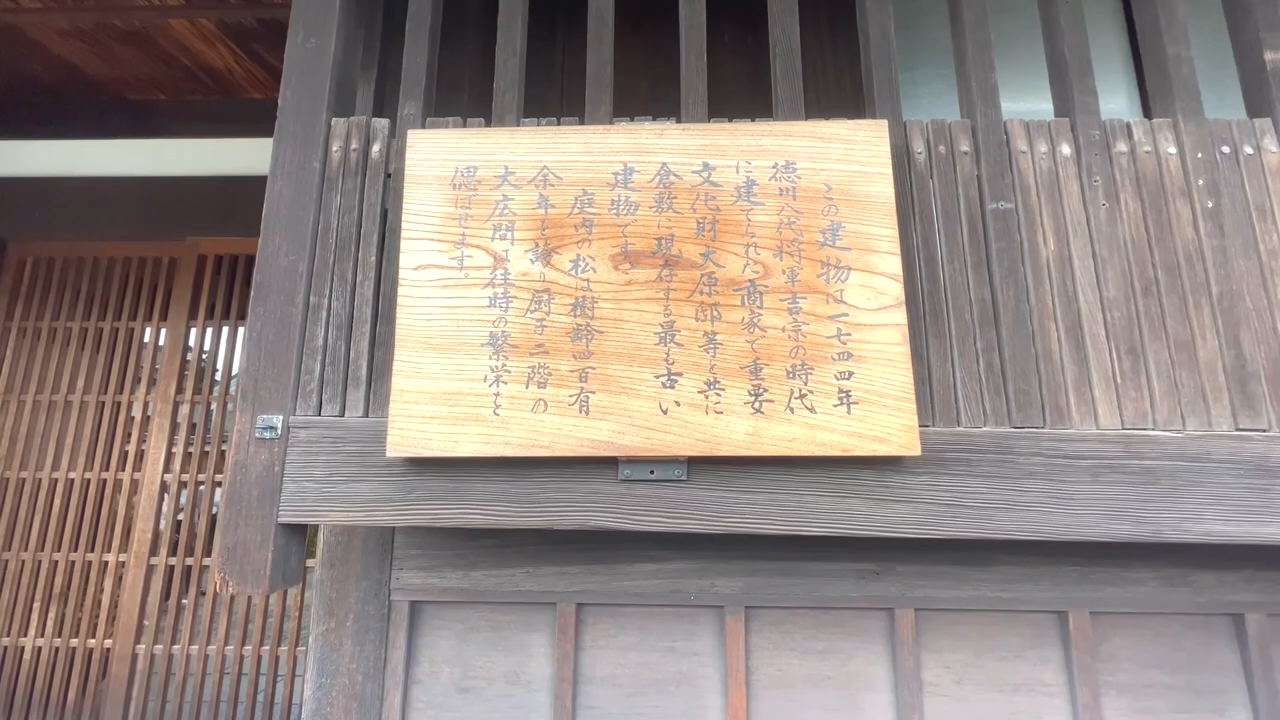 この建物は一七四四年
徳川八代将軍吉宗の時代
に建てられた商家で重要
文化財大原邸等と共に
倉敷に現存する最も古い
建物です。
庭内の松は樹齢四百有
余年を誇り厨子二階の
大広間は往時の繁栄を
偲ばせます。